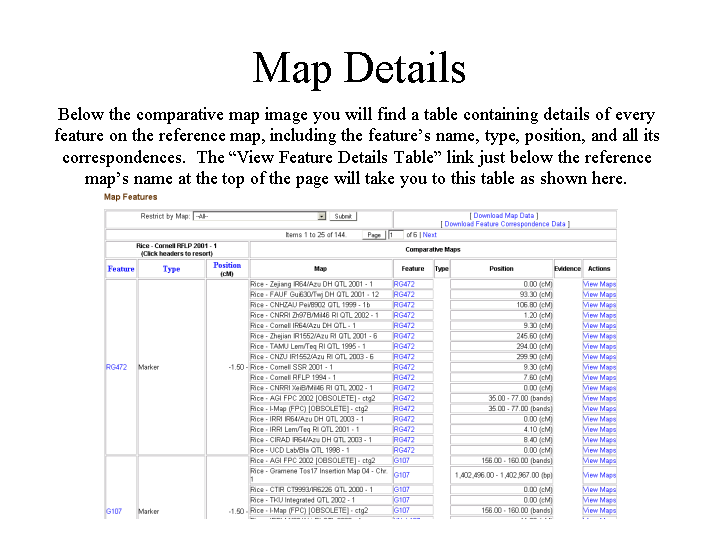 Map Details
Below the comparative map image you will find a table containing details of every
feature on the reference map, including the feature’s name, type, position, and all its
correspondences. The “View Feature Details Table” link just below the reference
map’s name at the top of the page will take you to this table as shown here.
Map Features
Restrict by Map: --All-- Submit [ Download Map Data ]
[ Download Feature Correspondence Data ]
Items 1 to 25 of 144. Page 1 of 6 | Next
Rice - Cornell RFLP 2001 - 1
(Click headers to resort) Comparative Maps
Feature Type Position (cM) Map Feature Type Position Evidence Actions
Rice - Zejiang IR64/Azu DH QTL 2001 - 1 RG472 0.00 (cM) View Maps
Rice - FAUF Gui630/Twj DH QTL 2001 - 12 RG472 93.30 (cM) View Maps
Rice - CNHZAU Pei/8902 QTL 1999 - 1b RG472 106.80 (cM) View Maps
Rice - CNRRI Zh97B/Mil46 RI QTL 2002 - 1 RG472 1.20 (cM) View Maps
Rice - Cornell IR64/Azu DH QTL - 1 RG472 9.30 (cM) View Maps
Rice - Zhejian IR1552/Azu RI QTL 2001 - 6 RG472 245.60 (cM) View Maps
Rice - TAMU Lem/Teq RI QTL 1995 - 1 RG472 294.00 (cM) View Maps
Rice - CNZU IR1552/Azu RI QTL 2003 - 6 RG472 299.90 (cM) View Maps
RG472 Marker -1.50 - Rice - Cornell SSR 2001 - 1 RG472 9.30 (cM) View Maps
Rice - Cornell RFLP 1994 - 1 RG472 7.60 (cM) View Maps
Rice - CNRRI XieB/Mil46 RI QTL 2002 - 1 RG472 0.00 (cM) View Maps
Rice - AGI FPC 2002 [OBSOLETE] - ctg2 RG472 35.00 - 77.00 (bands) View Maps
Rice - I-Map (FPC) [OBSOLETE] - ctg2 RG472 35.00 - 77.00 (bands) View Maps
Rice - IRRI IR64/Azu DH QTL 2003 - 1 RG472 0.00 (cM) View Maps
Rice - IRRI Lem/Teq RI QTL 2001 - 1 RG472 4.10 (cM) View Maps
Rice - CIRAD IR64/Azu DH QTL 2003 - 1 RG472 8.40 (cM) View Maps
Rice - UCD Lab/Bla QTL 1998 - 1 RG472 0.00 (cM) View Maps
Rice - AGI FPC 2002 [OBSOLETE] - ctg2 G107 156.00 - 160.00 (bands) View Maps
Rice - Gramene Tos17 Insertion Map 04 - Chr 1 G107 1,402,496.00 - 1,402,967.00 (bp) View Maps
Rice - CTIR CT9993/IR6226 QTL 2000 - 1 G107 0.00 (cM) View Maps
Rice - TKU Integrated QTL 2002 - 1 G107 0.00 (cM) View Maps
G107 Marker -1.50 - Rice - I-Map (FPC) [OBSOLETE] - ctg2 G107 156.00 - 160.00 (bands) View Maps